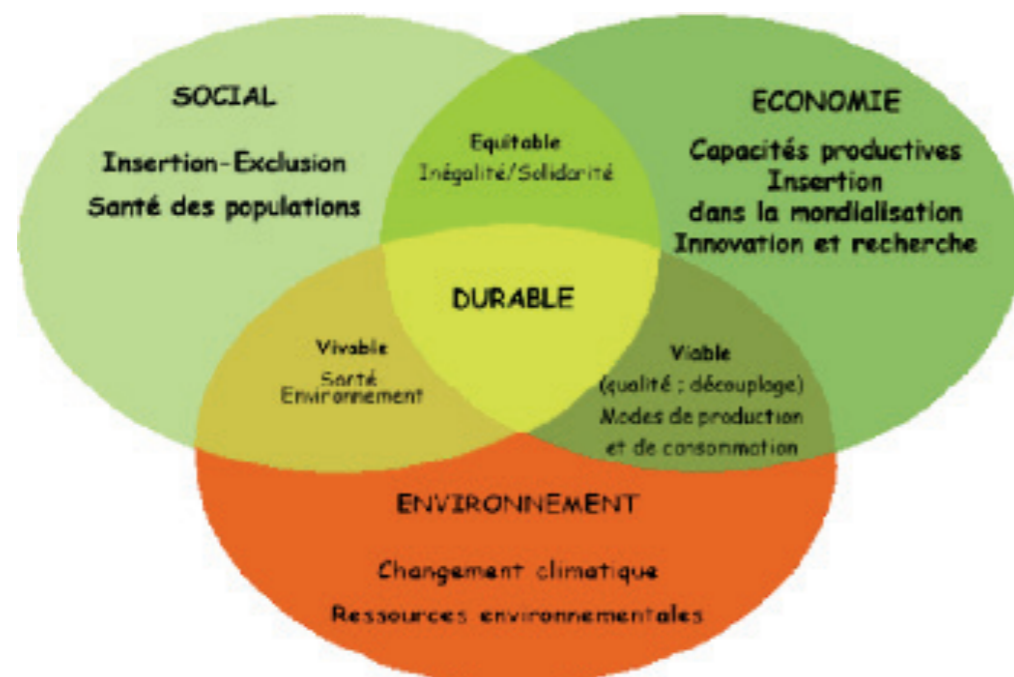 SOCIAL
Insertion-Exclusion
Santé des populations
Equitable
Inégalité/Solidarité
ECONOMIE
Capacités productives
Insertion
dans la mondialisation
Innovation et recherche
DURABLE
Vivable
Santé
Environnement
Viable
(qualité ; découplage)
Modes de production
et de consommation
ENVIRONNEMENT
Changement climatique
Ressources environnementales